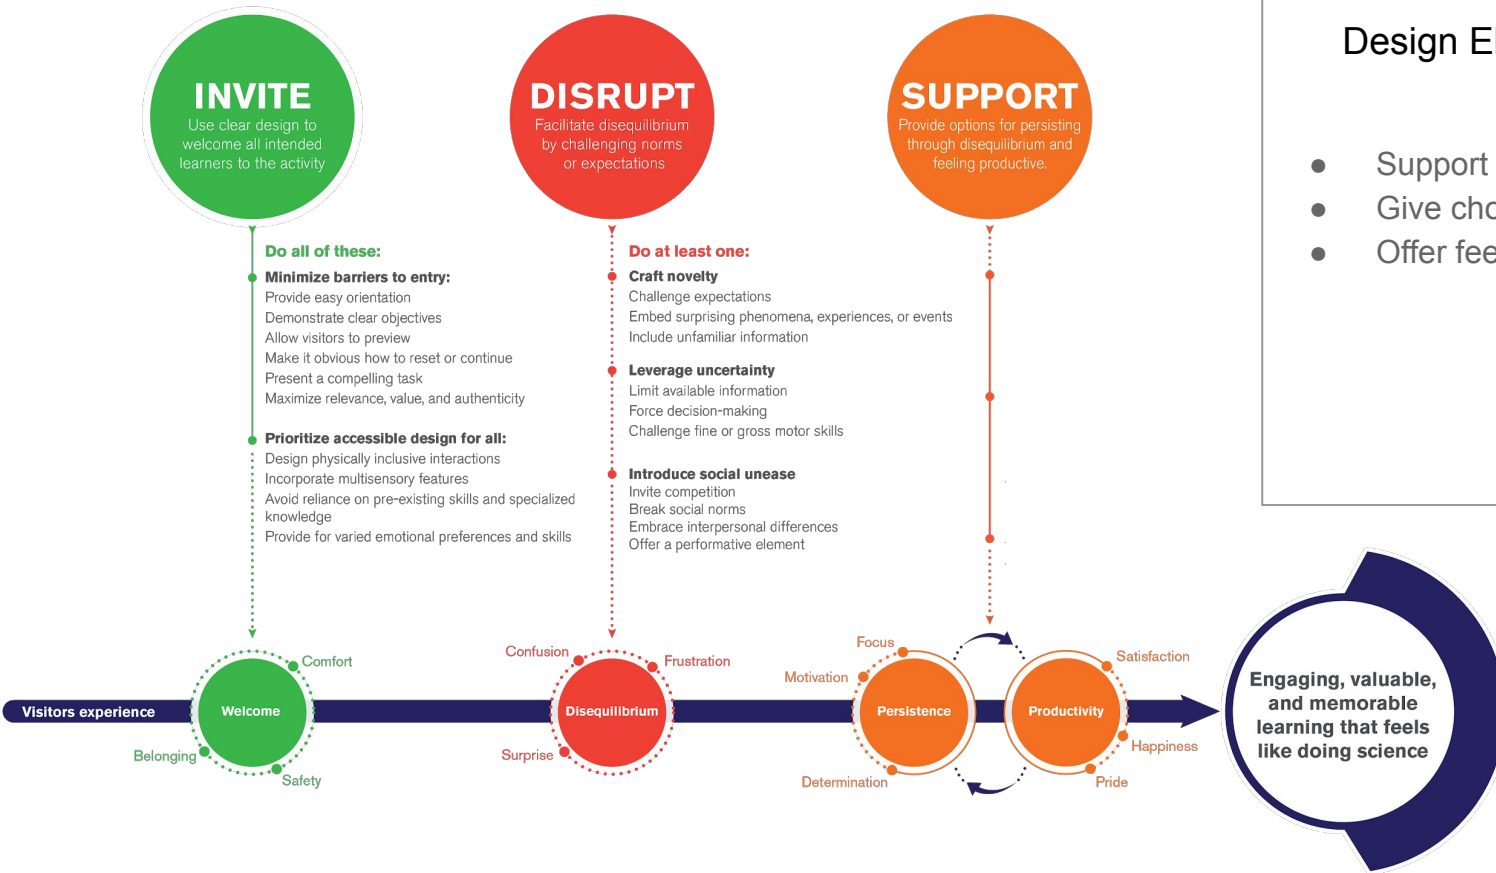 INVITE
Use clear design to
welcome all intended
learners to the activity
Do all of these:
Minimize barriers to entry:
Provide easy orientation
Demonstrate clear objectives
Allow visitors to preview
Make it obvious how to reset or continue
Present a compelling task
Maximize relevance, value, and authenticity
Prioritize accessible design for all:
Design physically inclusive interactions
Incorporate multisensory features
Avoid reliance on pre-existing skills and specialized
knowledge
Provide for varied emotional preferences and skills
DISRUPT
Facilitate disequilibrium
by challenging norms
or expectations
Do at least one:
Craft novelty
Challenge expectations
Embed surprising phenomena, experiences, or events
Include unfamiliar information
Leverage uncertainty
Limit available information
Force decision-making
Challenge fine or gross motor skills
Introduce social unease
Invite competition
Break social norms
Embrace interpersonal differences
Offer a performative element
SUPPORT
Provide options for persisting
through disequilibrium and
feeling productive.
Design
● Support
● Give
● Offer
Visitors experience
Welcome
Comfort
Belonging
Safety
Disequilibrium
Confusion
Frustration
Surprise
Persistence
Focus
Motivation
Determination
Productivity
Satisfaction
Happiness
Pride
Engaging, valuable,
and memorable
learning that feels
like doing science